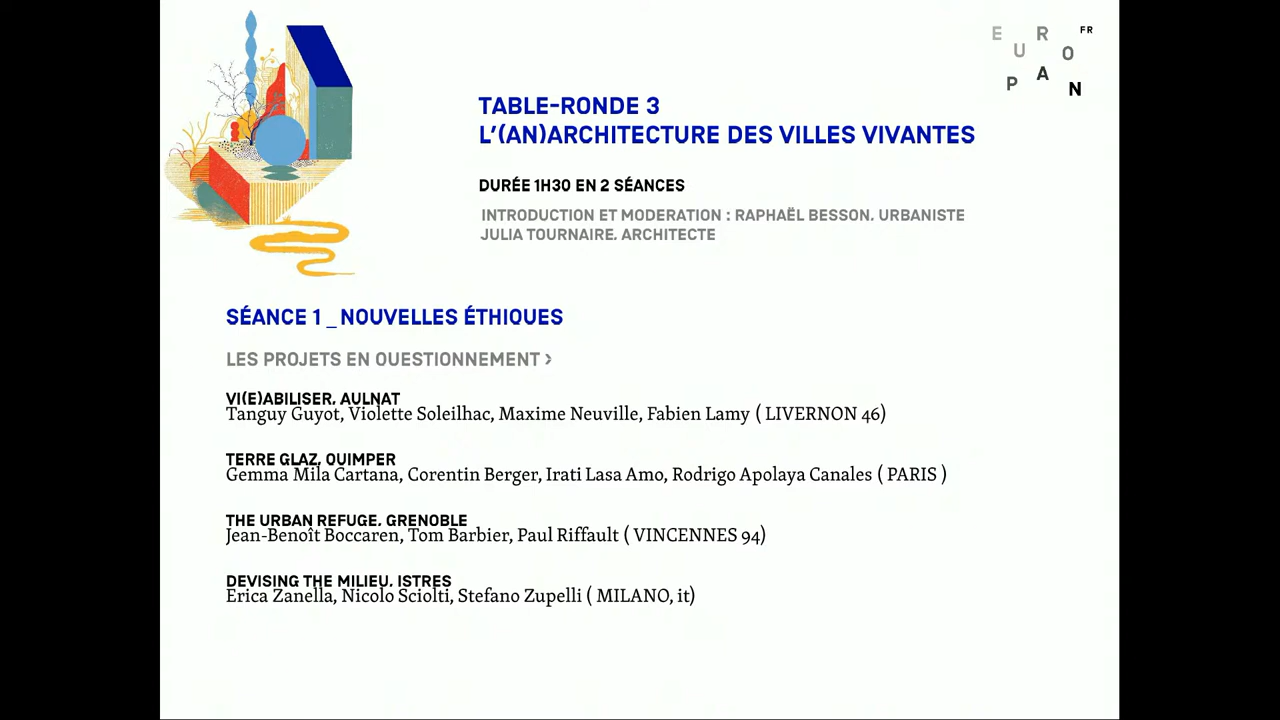 EUROPAN FR
TABLE-RONDE 3
L'(AN)ARCHITECTURE DES VILLES VIVANTES
DURÉE 1H30 EN 2 SÉANCES
INTRODUCTION ET MODERATION : RAPHAËL BESSON, URBANISTE
JULIA TOURNAIRE, ARCHITECTE
SÉANCE 1 _ NOUVELLES ÉTHIQUES
LES PROJETS EN QUESTIONNEMENT >
VI(E)ABILISER, AULNAT
Tanguy Guyot, Violette Soleilhac, Maxime Neuville, Fabien Lamy ( LIVERNON 46)
TERRE GLAZ, QUIMPER
Gemma Mila Cartana, Corentin Berger, Irati Lasa Amo, Rodrigo Apolaya Canales ( PARIS )
THE URBAN REFUGE, GRENOBLE
Jean-Benoît Boccaren, Tom Barbier, Paul Riffault ( VINCENNES 94)
DEVISING THE MILIEU, ISTRES
Erica Zanella, Nicolo Sciolti, Stefano Zupelli ( MILANO, it)